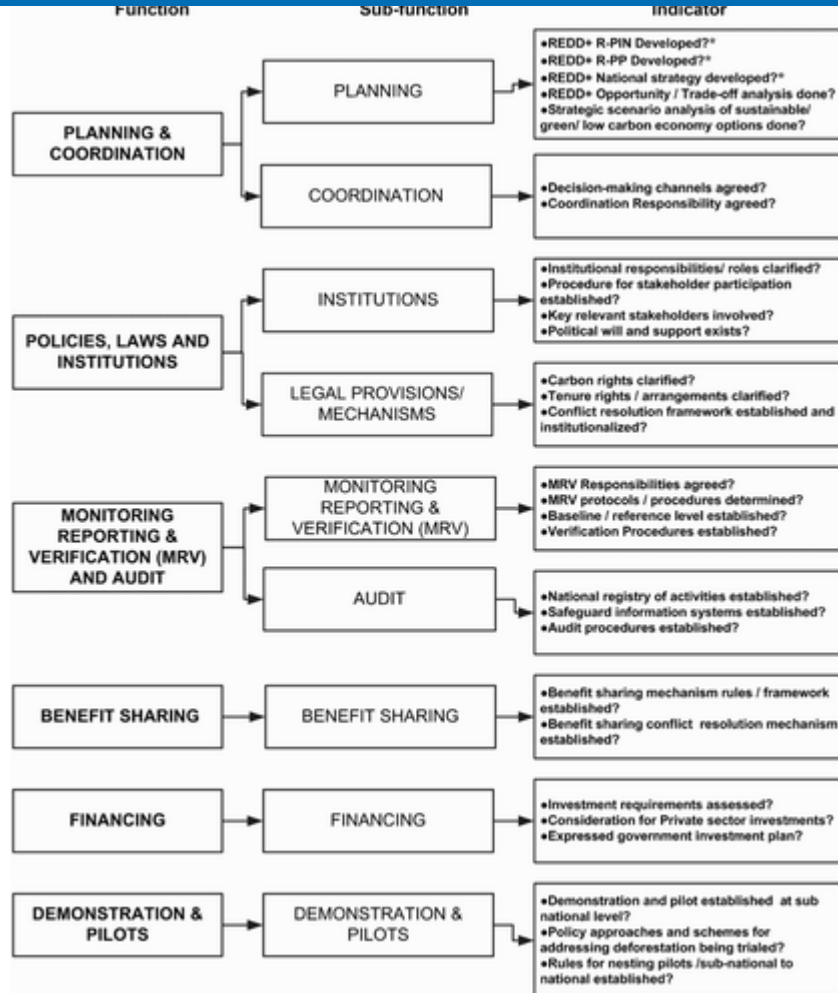 Function Sub-function Indicator
PLANNING &
COORDINATION
PLANNING
●REDD+ R-PIN Developed?*
●REDD+ R-PP Developed?*
●REDD+ National strategy developed?*
●REDD+ Opportunity / Trade-off analysis done?
●Strategic scenario analysis of sustainable/
green/ low carbon economy options done?
COORDINATION
●Decision-making channels agreed?
●Coordination Responsibility agreed?
POLICIES, LAWS AND
INSTITUTIONS
INSTITUTIONS
●Institutional responsibilities/ roles clarified?
●Procedure for stakeholder participation
established?
●Key relevant stakeholders involved?
●Political will and support exists?
LEGAL PROVISIONS/
MECHANISMS
●Carbon rights clarified?
●Tenure rights / arrangements clarified?
●Conflict resolution framework established and
institutionalized?
MONITORING
REPORTING &
VERIFICATION (MRV)
AND AUDIT
MONITORING
REPORTING &
VERIFICATION (MRV)
●MRV Responsibilities agreed?
●MRV protocols / procedures determined?
●Baseline / reference level established?
●Verification Procedures established?
AUDIT
●National registry of activities established?
●Safeguard information systems established?
●Audit procedures established?
BENEFIT SHARING
BENEFIT SHARING
●Benefit sharing mechanism rules / framework
established?
●Benefit sharing conflict resolution mechanism
established?
FINANCING
FINANCING
●Investment requirements assessed?
●Consideration for Private sector investments?
●Expressed government investment plan?
DEMONSTRATION &
PILOTS
DEMONSTRATION &
PILOTS
●Demonstration and pilot established at sub
national level?
●Policy approaches and schemes for
addressing deforestation being trialed?
●Rules for nesting pilots /sub-national to
national established?